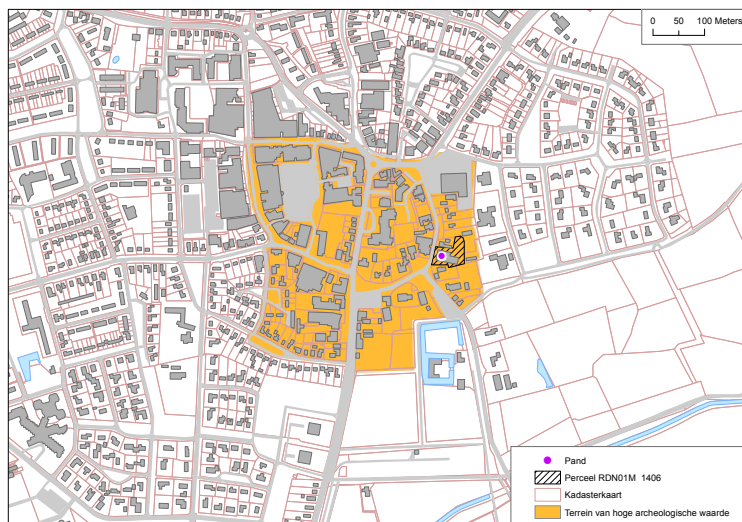 0 50 100 Meters
Pand
Perceel RDN01M 1406
Kadasterkaart
Terrein van hoge archeologische waarde